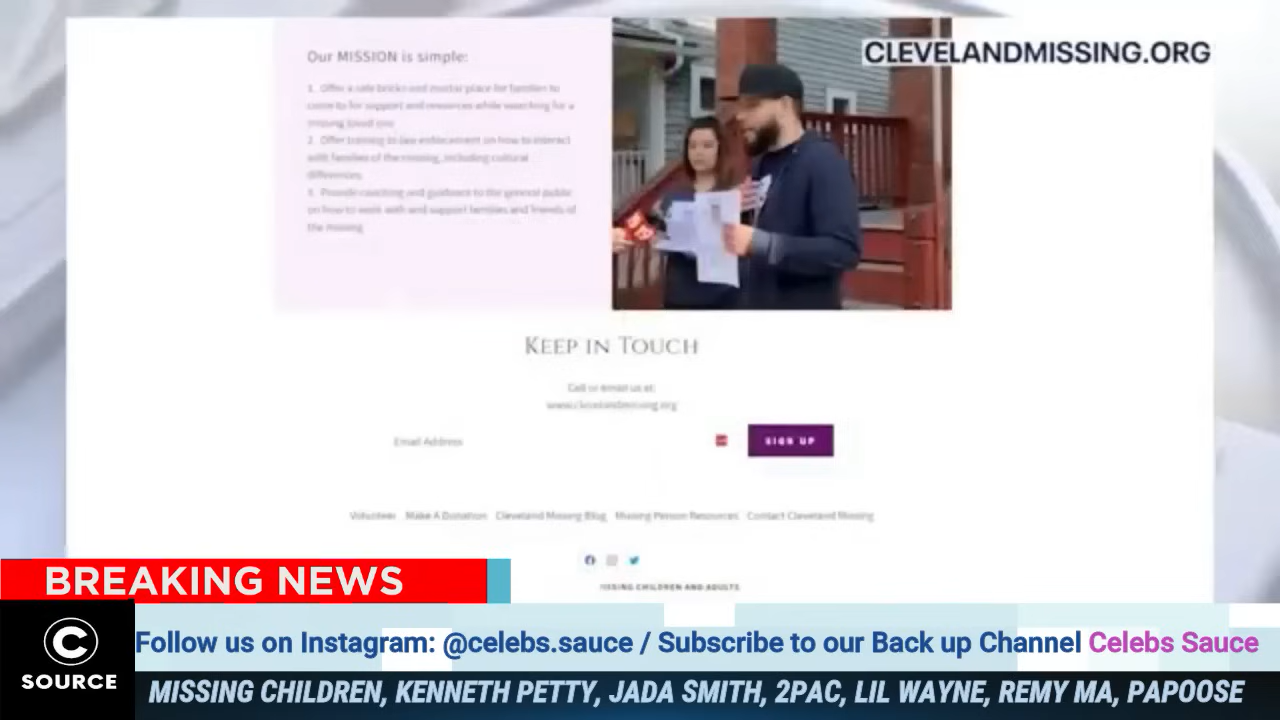 CLEVELANDMISSING.ORG
Our MISSION is simple:
1. Offer a safe bricks and mortar place for families to
come to for support and resources while searching for a
missing loved one
2. Offer training to law enforcement on how to interact
with families of the missing, including cultural
differences.
Provide coaching and guidance to the general public
on how to work with and support families and friends of
the missing
KEEP IN TOUCH
Call or email us at:
www.clevelandmissing.org
Email Address
SIGN UP
Volunteer Make A Donation Cleveland Missing Blog Missing Person Resources Contact Cleveland Missing
CHILDREN AND ADULTS
BREAKING NEWS
C
SOURCE
Follow us on Instagram: @celebs.sauce / Subscribe to our Back up Channel Celebs Sauce
MISSING CHILDREN, KENNETH PETTY, JADA SMITH, 2PAC, LIL WAYNE, REMY MA, PAPOOSE